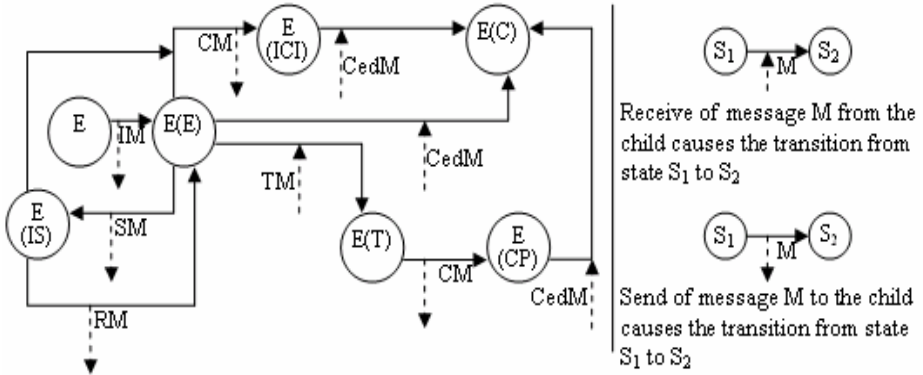 E
(ICI)
CM
CedM
E(C)
E
IM
E(E)
CedM
TM
E
(IS)
SM
E(T)
E
(CP)
CM
CedM
RM
S1
M
S2
Receive of message M from the
child causes the transition from
state S1 to S2
S1
M
S2
Send of message M to the child
causes the transition from state
S1 to S2